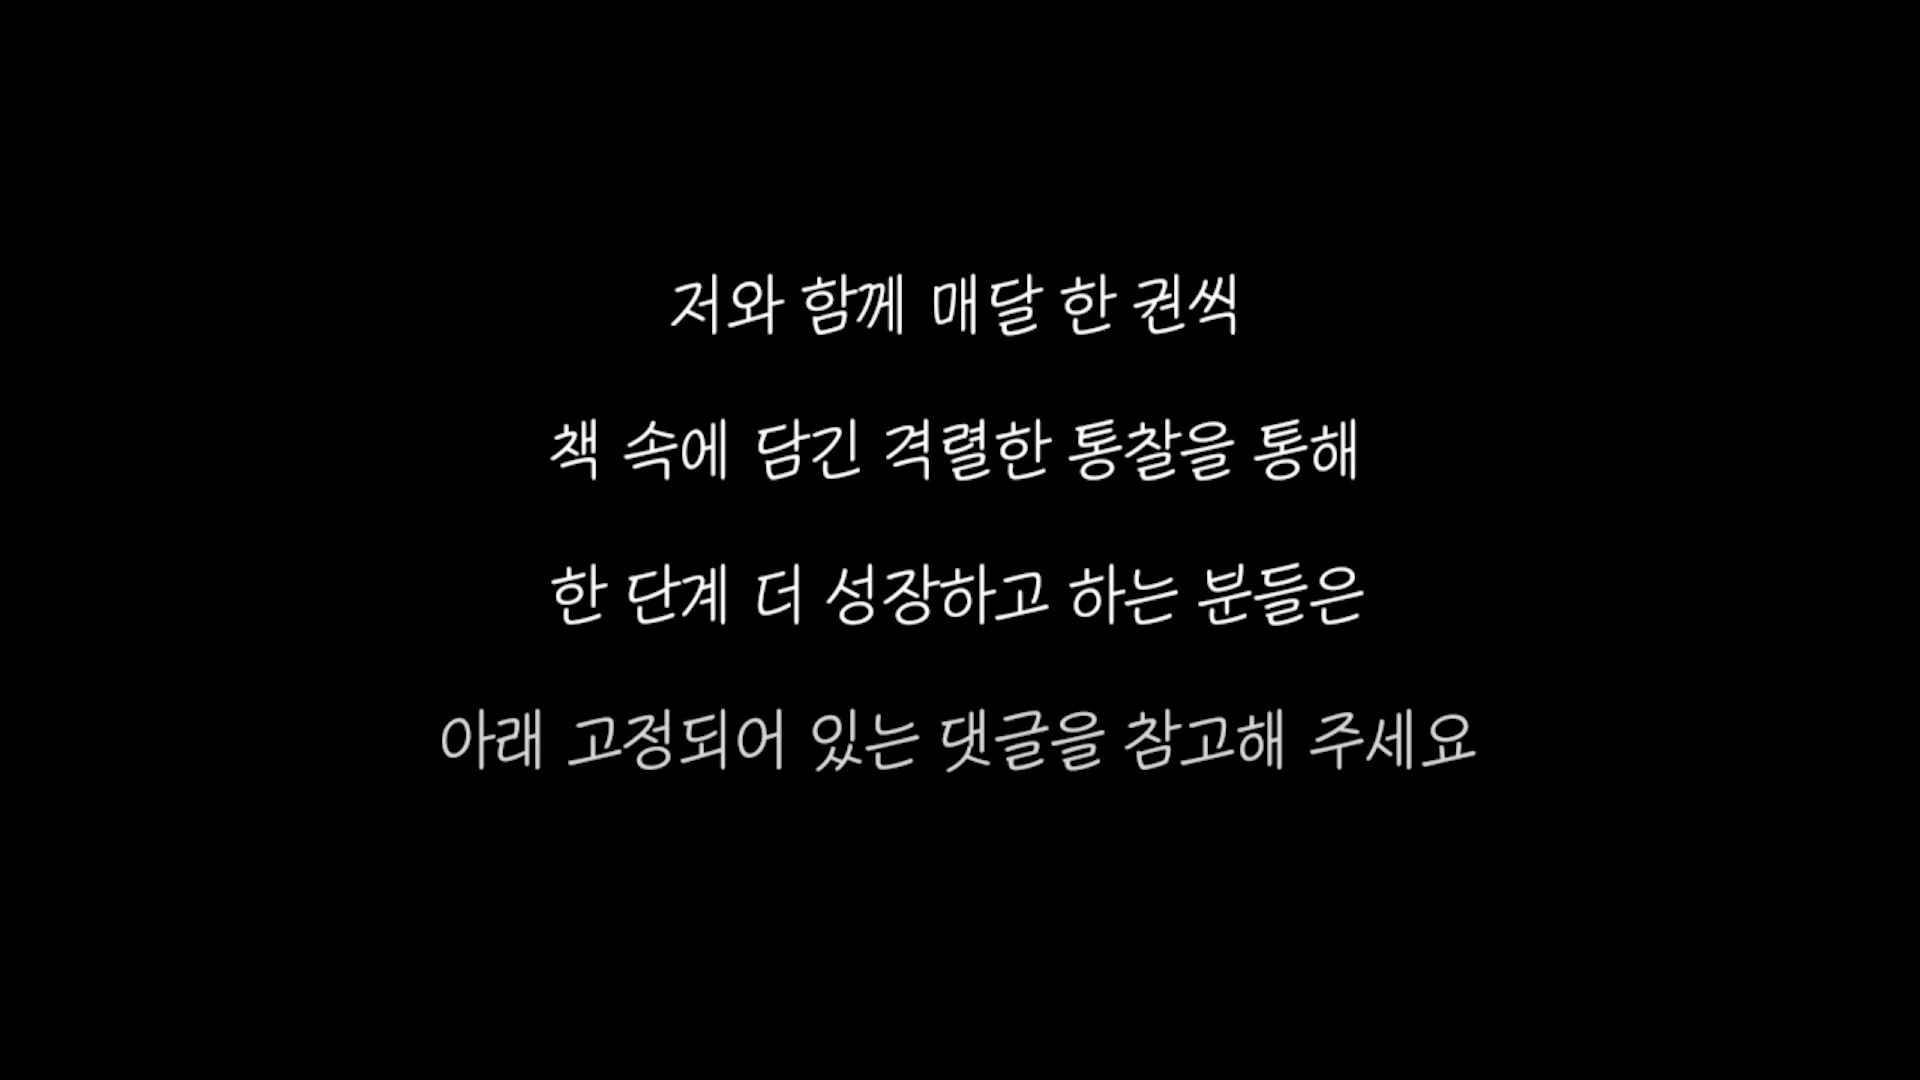 저와 함께 매달 한 권씩
책 속에 담긴 격렬한 통찰을 통해
한 단계 더 성장하고 하는 분들은
아래 고정되어 있는 댓글을 참고해 주세요